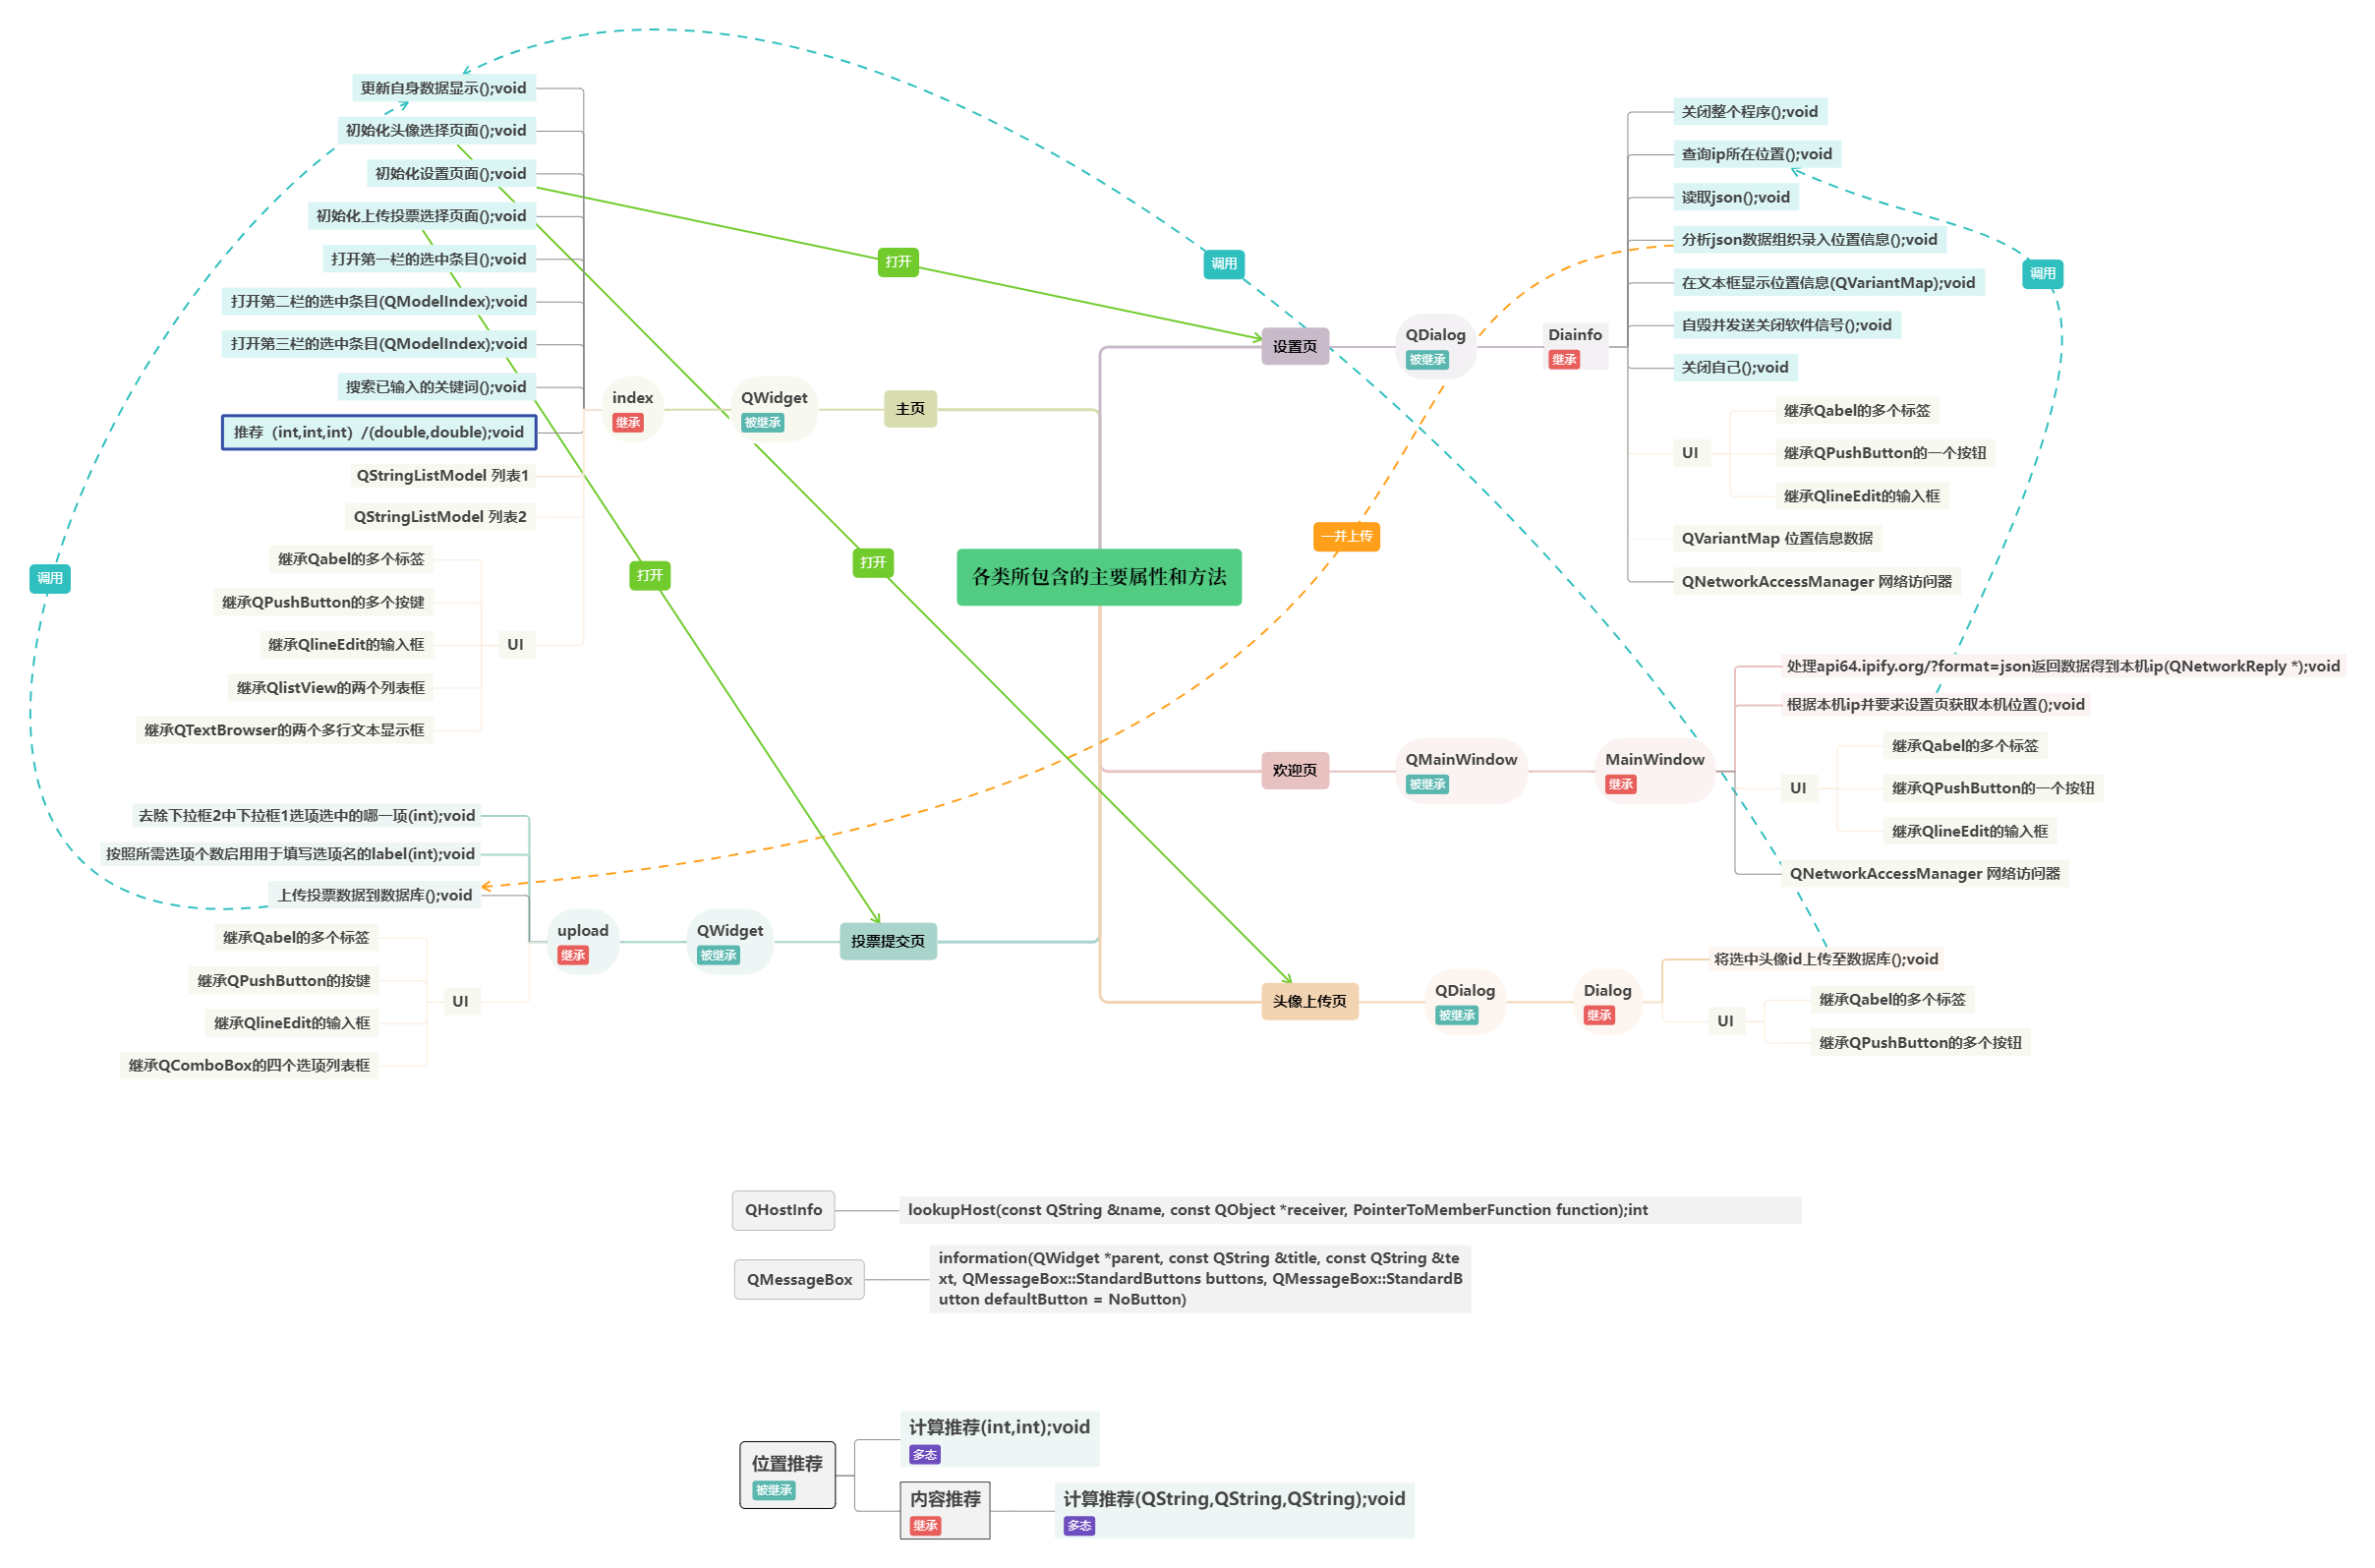 更新自身数据显示();void
初始化头像选择页面();void
初始化设置页面();void
初始化上传投票选择页面();void
打开第一栏的选中条目();void
打开第二栏的选中条目(QModelIndex);void
打开第三栏的选中条目(QModelIndex);void
搜索已输入的关键词();void
推荐（int,int,int）/(double,double);void
QStringListModel 列表1
QStringListModel 列表2
继承Qabel的多个标签
继承QPushButton的多个按键
继承QlineEdit的输入框
继承QlistView的两个列表框
继承QTextBrowser的两个多行文本显示框
UI
index
继承
QWidget
被继承
主页
调用
打开
打开
打开
调用
去除下拉框2中下拉框1选项选中的哪一项(int);void
按照所需选项个数启用用于填写选项名的label(int);void
上传投票数据到数据库();void
继承Qabel的多个标签
继承QPushButton的按键
继承QlineEdit的输入框
继承QComboBox的四个选项列表框
UI
upload
继承
QWidget
被继承
投票提交页
各类所包含的主要属性和方法
设置页
QDialog
被继承
Diainfo
继承
关闭整个程序();void
查询ip所在位置();void
读取json();void
分析json数据组织录入位置信息();void
在文本框显示位置信息(QVariantMap);void
自毁并发送关闭软件信号();void
关闭自己();void
UI
继承Qabel的多个标签
继承QPushButton的一个按钮
继承QlineEdit的输入框
QVariantMap 位置信息数据
QNetworkAccessManager 网络访问器
调用
一并上传
欢迎页
QMainWindow
被继承
MainWindow
继承
处理api64.ipify.org/?format=json返回数据得到本机ip(QNetworkReply *);void
根据本机ip并要求设置页获取本机位置();void
UI
继承Qabel的多个标签
继承QPushButton的一个按钮
继承QlineEdit的输入框
QNetworkAccessManager 网络访问器
头像上传页
QDialog
被继承
Dialog
继承
将选中头像id上传至数据库();void
UI
继承Qabel的多个标签
继承QPushButton的多个按钮
QHostInfo
lookupHost(const QString &name, const QObject *receiver, PointerToMemberFunction function);int
QMessageBox
information(QWidget *parent, const QString &title, const QString &te
xt, QMessageBox::StandardButtons buttons, QMessageBox::StandardB
utton defaultButton = NoButton)
位置推荐
被继承
计算推荐(int,int);void
多态
内容推荐
继承
计算推荐(QString,QString,QString);void
多态